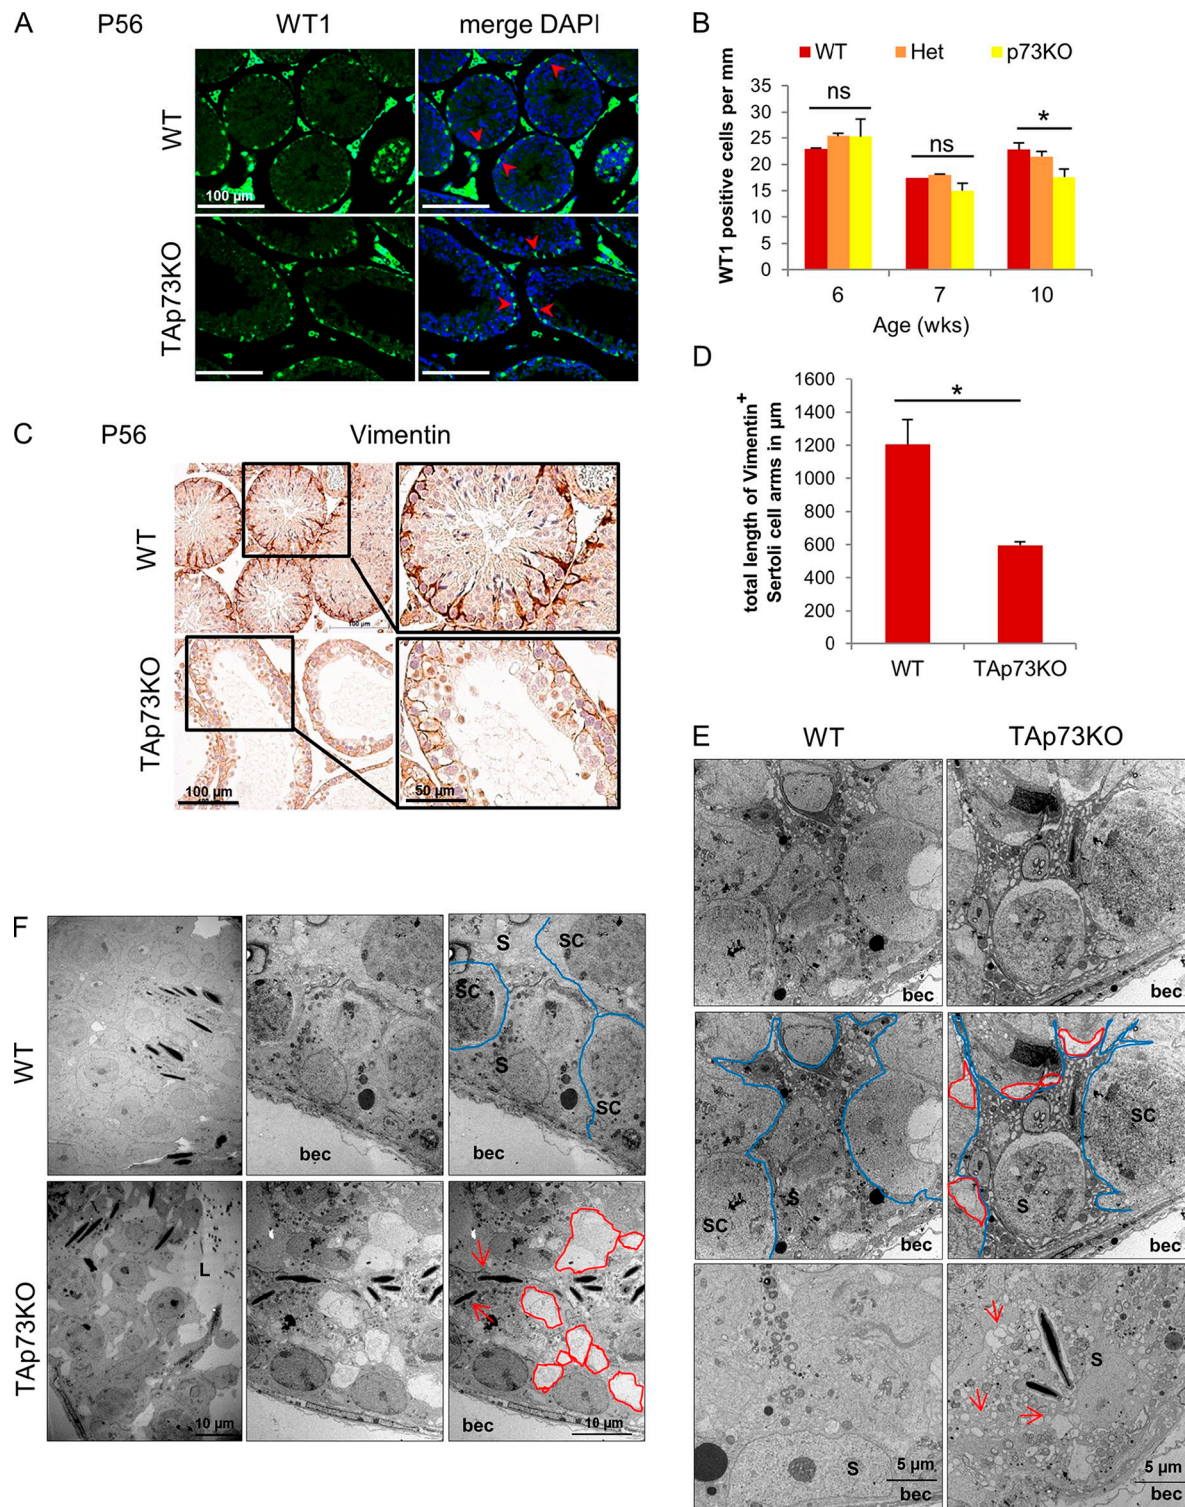 A P56 WT1 merge DAPI
WT
100 µm
TAp73KO
B
WT Het p73KO
WT1 positive cells per mm
35
30
25
20
15
10
5
0
ns
ns
*
6 7 10
Age (wks)
C P56 Vimentin
WT
100 µm
TAp73KO
100 µm
50 µm
D
total length of Vimentin+
Sertoli cell arms in µm
1600
1400
1200
1000
800
600
400
200
0
*
WT TAp73KO
E WT TAp73KO
bec bec
SC S
S SC
S
S
5 µm
bec
5 µm
bec
F
WT
bec
S SC
SC
S
SC
bec
TAp73KO
L
10 µm
bec
10 µm